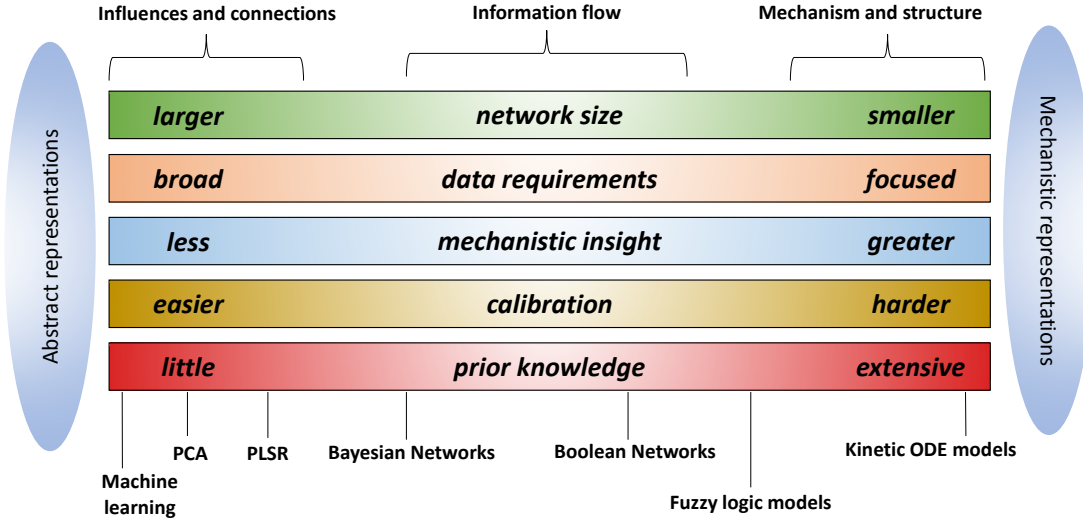 Influences and connections
Information flow
Mechanism and structure
Abstract representations
larger network size smaller
broad data requirements focused
less mechanistic insight greater
easier calibration harder
little prior knowledge extensive
Mechanistic representations
PCA
PLSR
Bayesian Networks
Boolean Networks
Kinetic ODE models
Machine
learning
Fuzzy logic models